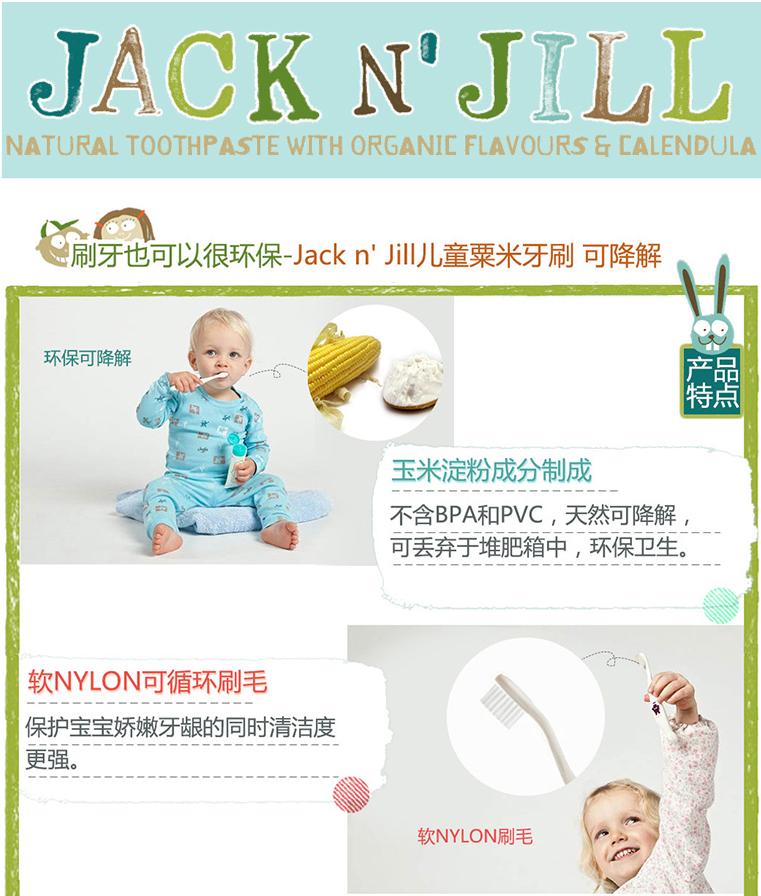 JACK N' JILL
NATURAL TOOTHPASTE WITH ORGANIC FLAVOURS & CALENDULA
刷牙也可以很环保-Jack n' Jill儿童粟米牙刷 可降解
环保可降解
产品
特点
玉米淀粉成分制成
不含BPA和PVC，天然可降解，
可丢弃于堆肥箱中，环保卫生。
软NYLON可循环刷毛
保护宝宝娇嫩牙龈的同时清洁度
更强。
软NYLON刷毛